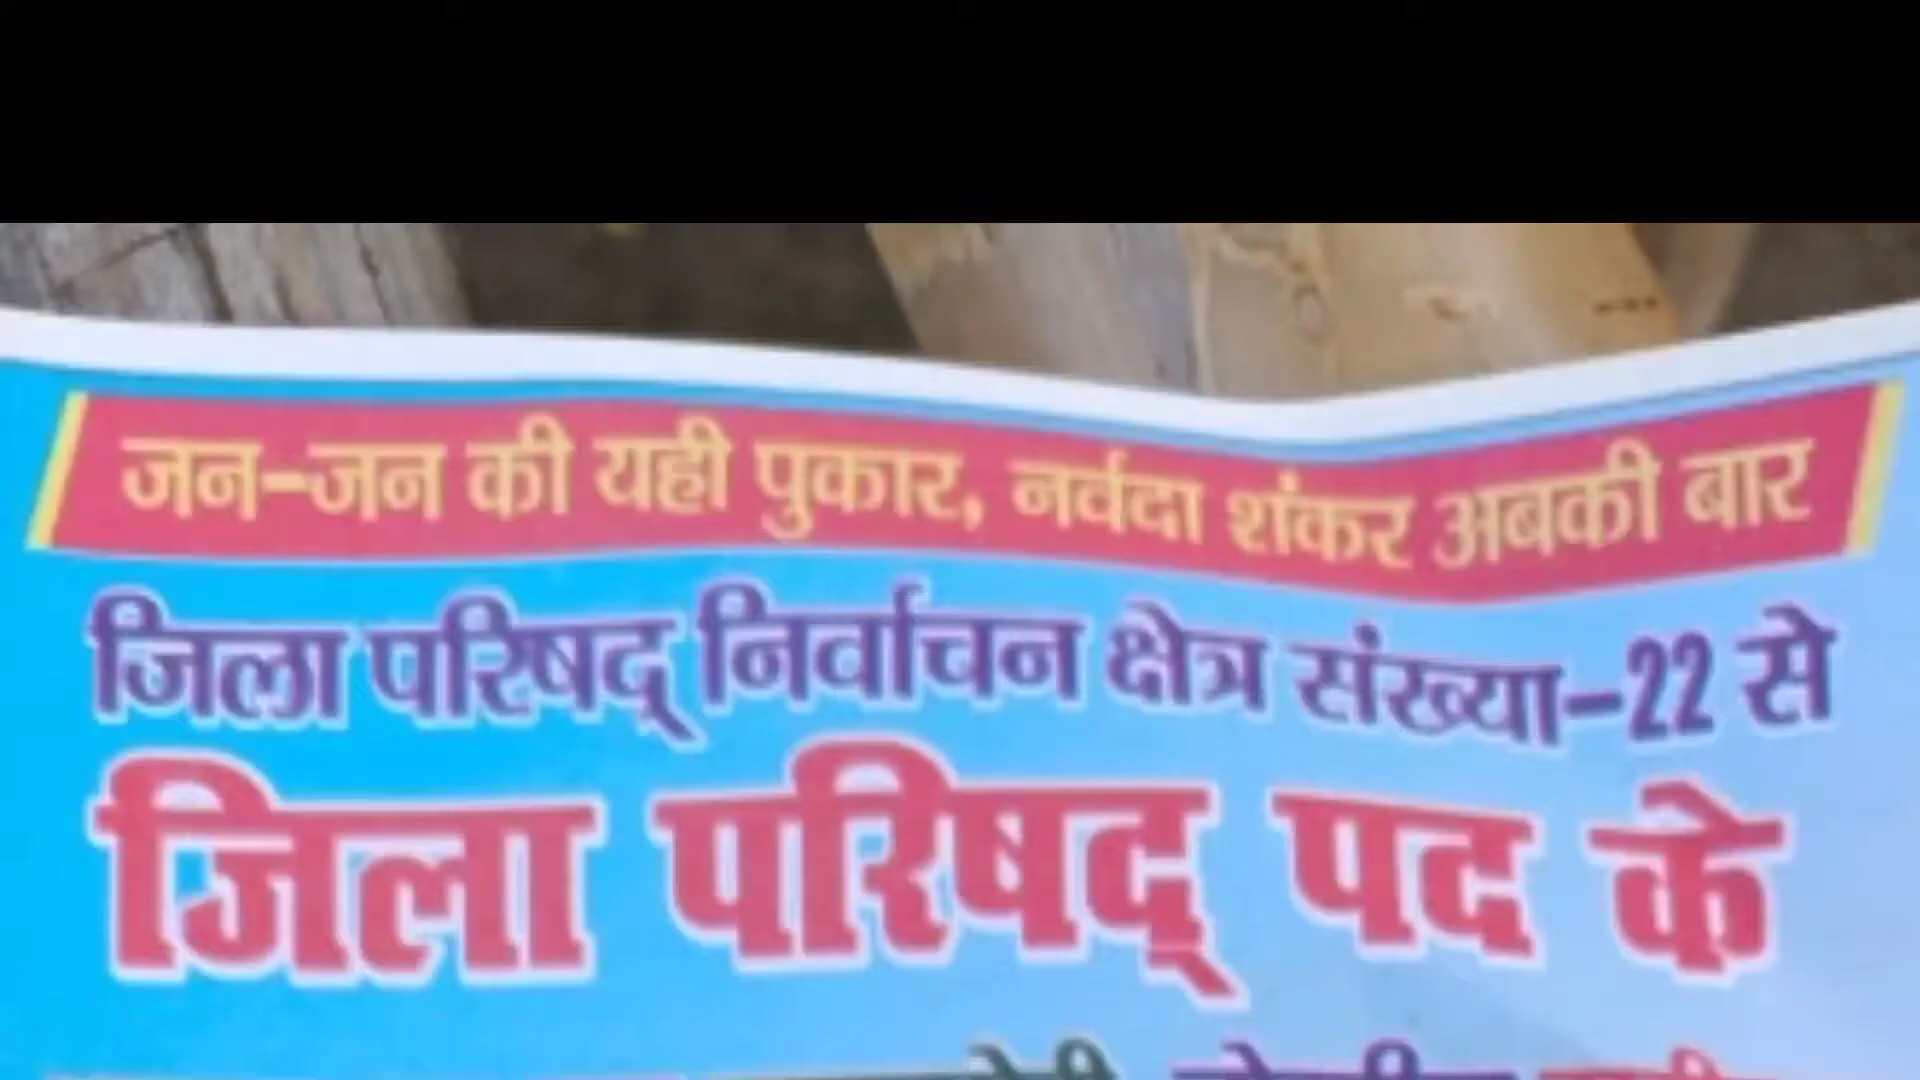 जन-जन की यही पुकार, नर्वदा शंकर अबकी बार
जिला परिषद् निर्वाचन क्षेत्र संख्या-22 से
जिला परिषद् पद के